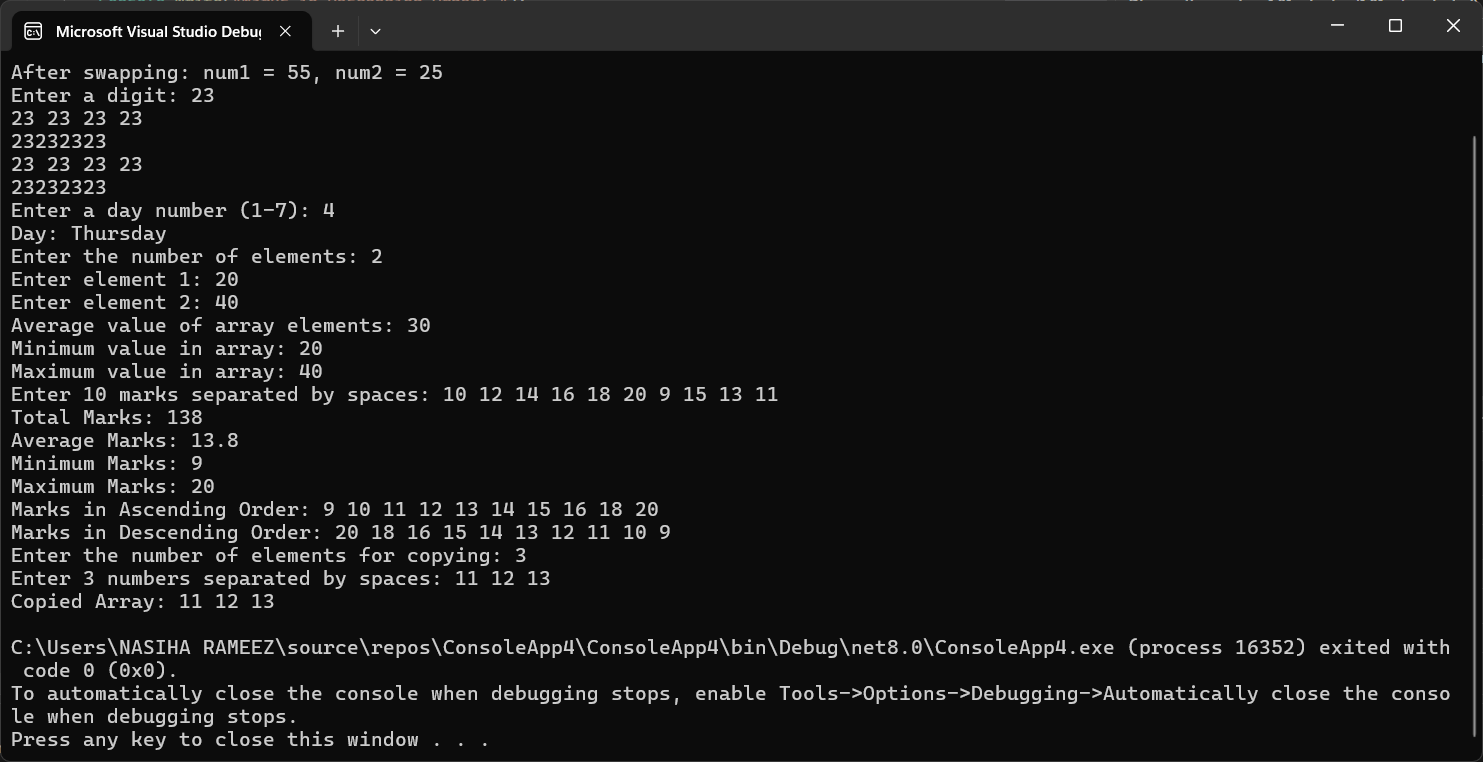 Microsoft Visual Studio Debug
After swapping: num1 = 55, num2 = 25
Enter a digit: 23
23 23 23 23
23232323
23 23 23 23
23232323
Enter a day number (1-7): 4
Day: Thursday
Enter the number of elements: 2
Enter element 1: 20
Enter element 2: 40
Average value of array elements: 30
Minimum value in array: 20
Maximum value in array: 40
Enter 10 marks separated by spaces: 10 12 14 16 18 20 9 15 13 11
Total Marks: 138
Average Marks: 13.8
Minimum Marks: 9
Maximum Marks: 20
Marks in Ascending Order: 9 10 11 12 13 14 15 16 18 20
Marks in Descending Order: 20 18 16 15 14 13 12 11 10 9
Enter the number of elements for copying: 3
Enter 3 numbers separated by spaces: 11 12 13
Copied Array: 11 12 13
C:\Users\NASIHA RAMEEZ\source\repos\ConsoleApp4\ConsoleApp4\bin\Debug\net8.0\ConsoleApp4.exe (process 16352) exited with
code 0 (0x0).
To automatically close the console when debugging stops, enable Tools->Options->Debugging->Automatically close the conso
le when debugging stops.
Press any key to close this window . . .